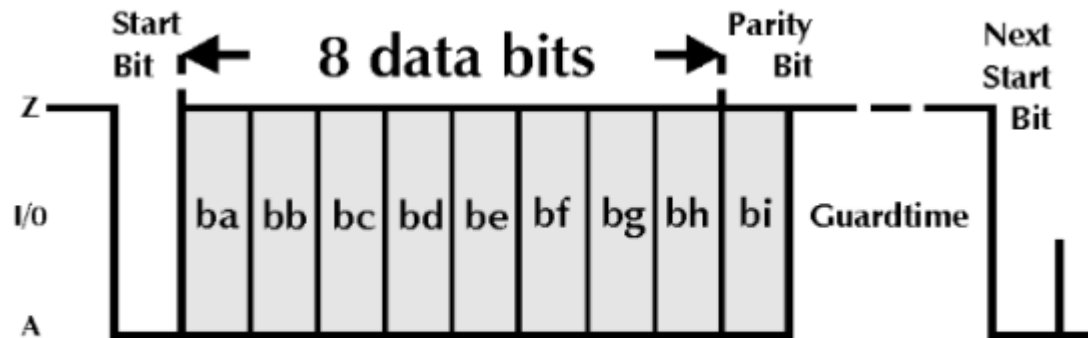 Start
Bit
8 data bits
Parity
Bit
Next
Start
Bit
Z
I/0
A
ba bb bc bd be bf bg bh bi Guardtime